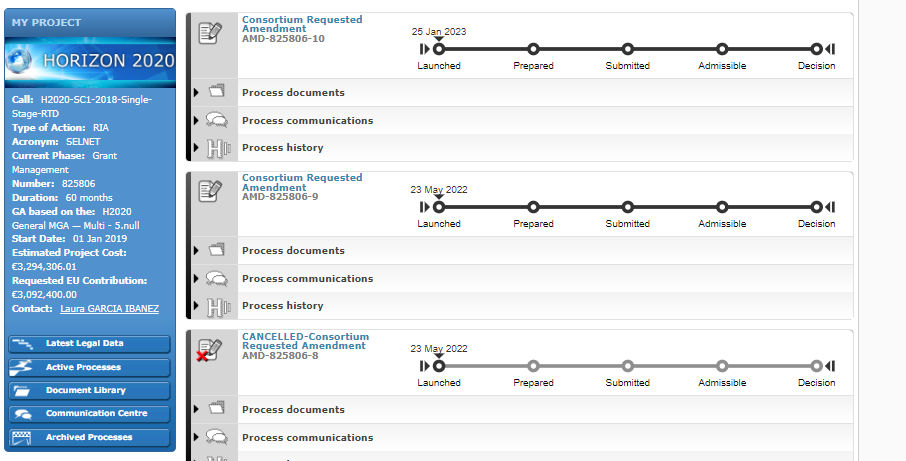 MY PROJECT
HORIZON 2020
Call: H2020-SC1-2018-Single-
Stage-RTD
Type of Action: RIA
Acronym: SELNET
Current Phase: Grant
Management
Number: 825806
Duration: 60 months
GA based on the: H2020
General MGA — Multi - 5.null
Start Date: 01 Jan 2019
Estimated Project Cost:
€3,294,306.01
Requested EU Contribution:
€3,092,400.00
Contact: Laura GARCIA IBANEZ
Latest Legal Data
Active Processes
Document Library
Communication Centre
Archived Processes
Consortium Requested
Amendment
AMD-825806-10
25 Jan 2023
Launched Prepared Submitted Admissible Decision
Process documents
Process communications
Process history
Consortium Requested
Amendment
AMD-825806-9
23 May 2022
Launched Prepared Submitted Admissible Decision
Process documents
Process communications
Process history
CANCELLED-Consortium
Requested Amendment
AMD-825806-8
23 May 2022
Launched Prepared Submitted Admissible Decision
Process documents
Process communications